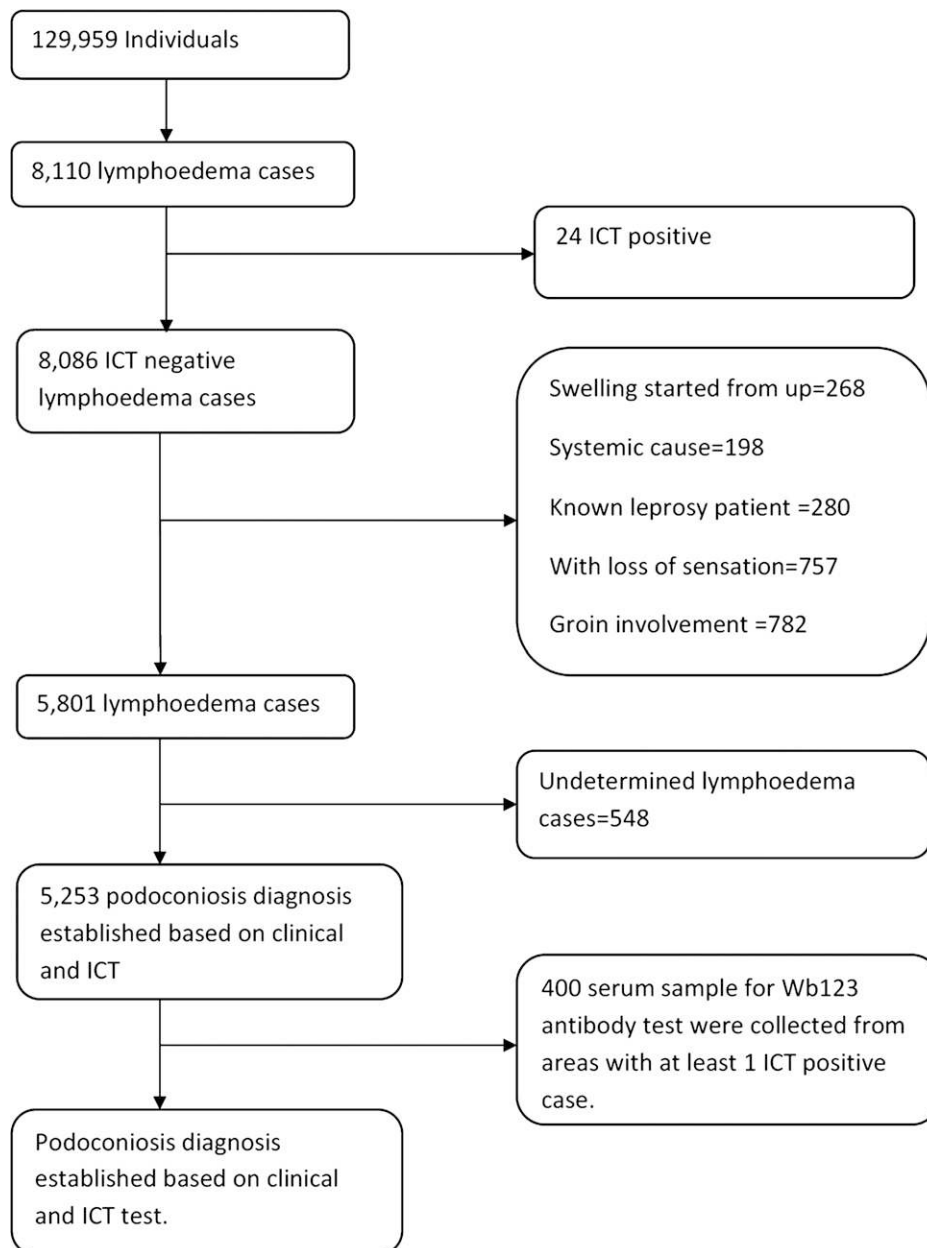 129,959 Individuals
8,110 lymphoedema cases
24 ICT positive
8,086 ICT negative
lymphoedema cases
Swelling started from up=268
Systemic cause=198
Known leprosy patient =280
With loss of sensation=757
Groin involvement =782
5,801 lymphoedema cases
Undetermined lymphoedema
cases=548
5,253 podoconiosis diagnosis
established based on clinical
and ICT
400 serum sample for Wb123
antibody test were collected from
areas with at least 1 ICT positive
case.
Podoconiosis diagnosis
established based on clinical
and ICT test.